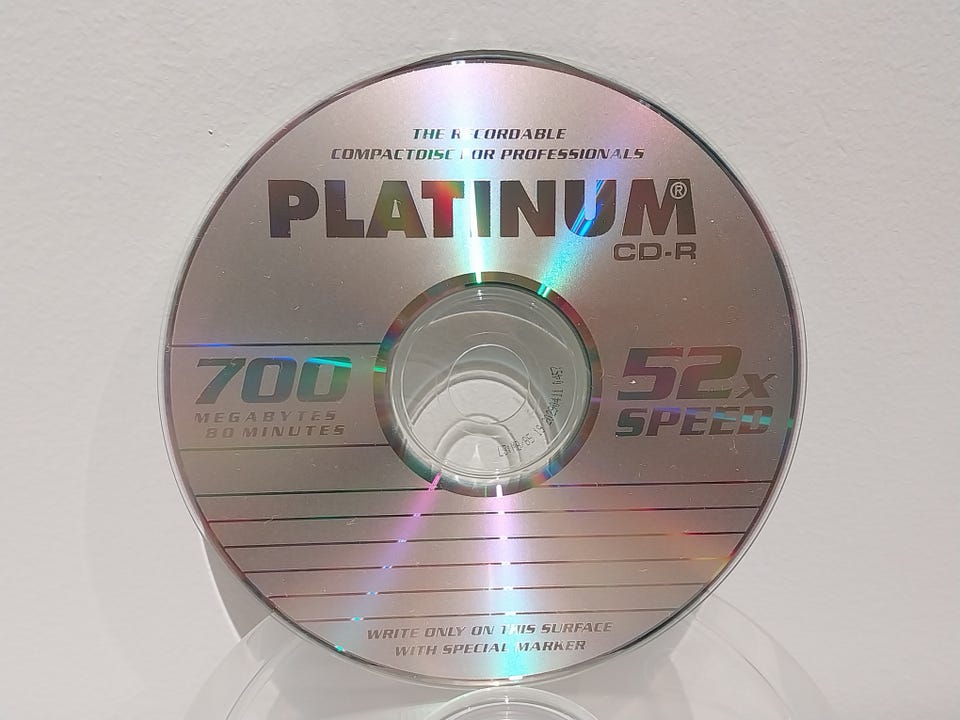 THE RECORDABLE
COMPACTDISC FOR PROFESSIONALS
PLATINUM®
CD-R
700
MEGABYTES
80 MINUTES
52x
SPEED
WRITE ONLY ON THIS SURFACE
WITH SPECIAL MARKER